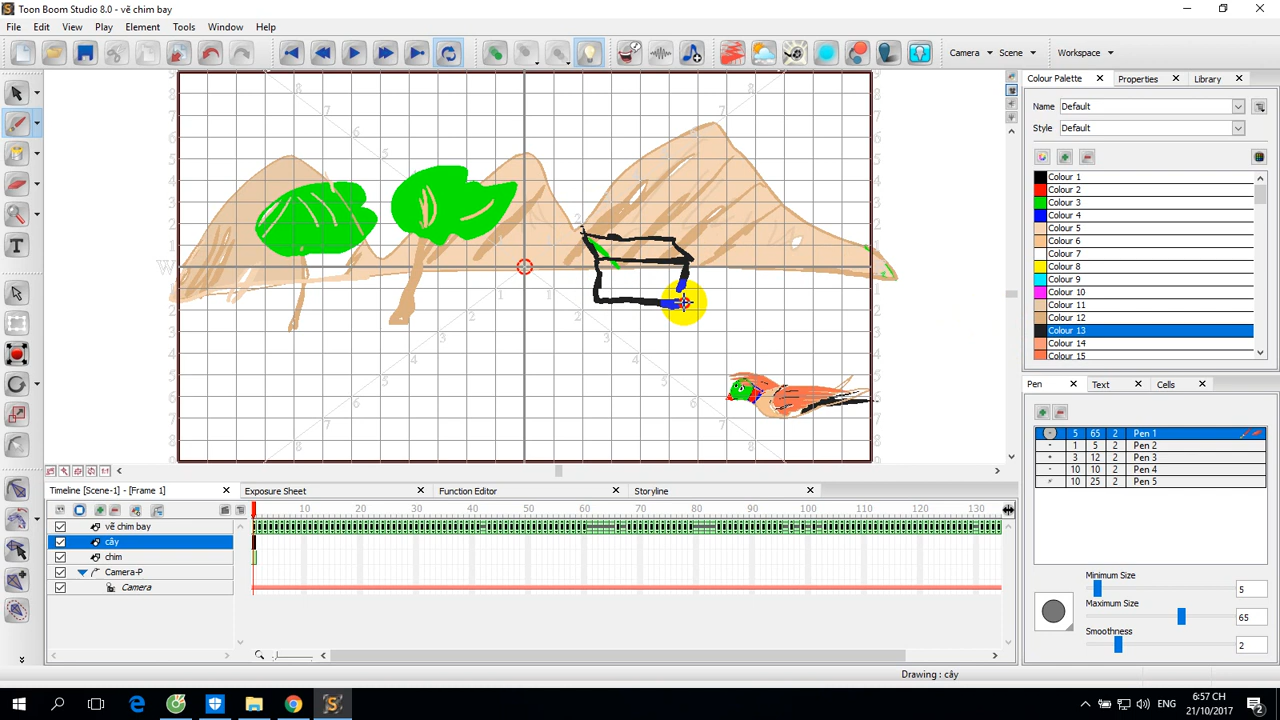 Toon Boom Studio 8.0 - vẽ chim bay
File Edit View Play Element Tools Window Help
Camera Scene Workspace
Colour Palette Properties Library
Name Default
Style Default
Colour 1
Colour 2
Colour 3
Colour 4
Colour 5
Colour 6
Colour 7
Colour 8
Colour 9
Colour 10
Colour 11
Colour 12
Colour 13
Colour 14
Colour 15
Pen Text Cells
5 65 2 Pen 1
1 5 2 Pen 2
3 12 2 Pen 3
10 10 2 Pen 4
10 25 2 Pen 5
Minimum Size
5
Maximum Size
65
Smoothness
2
Timeline [Scene-1] - [Frame 1] Exposure Sheet Function Editor Storyline
10 20 30 40 50 60 70 80 90 100 110 120 130
vẽ chim bay
cây
chim
Camera-P
Camera
Drawing : cây
6:57 CH
21/10/2017